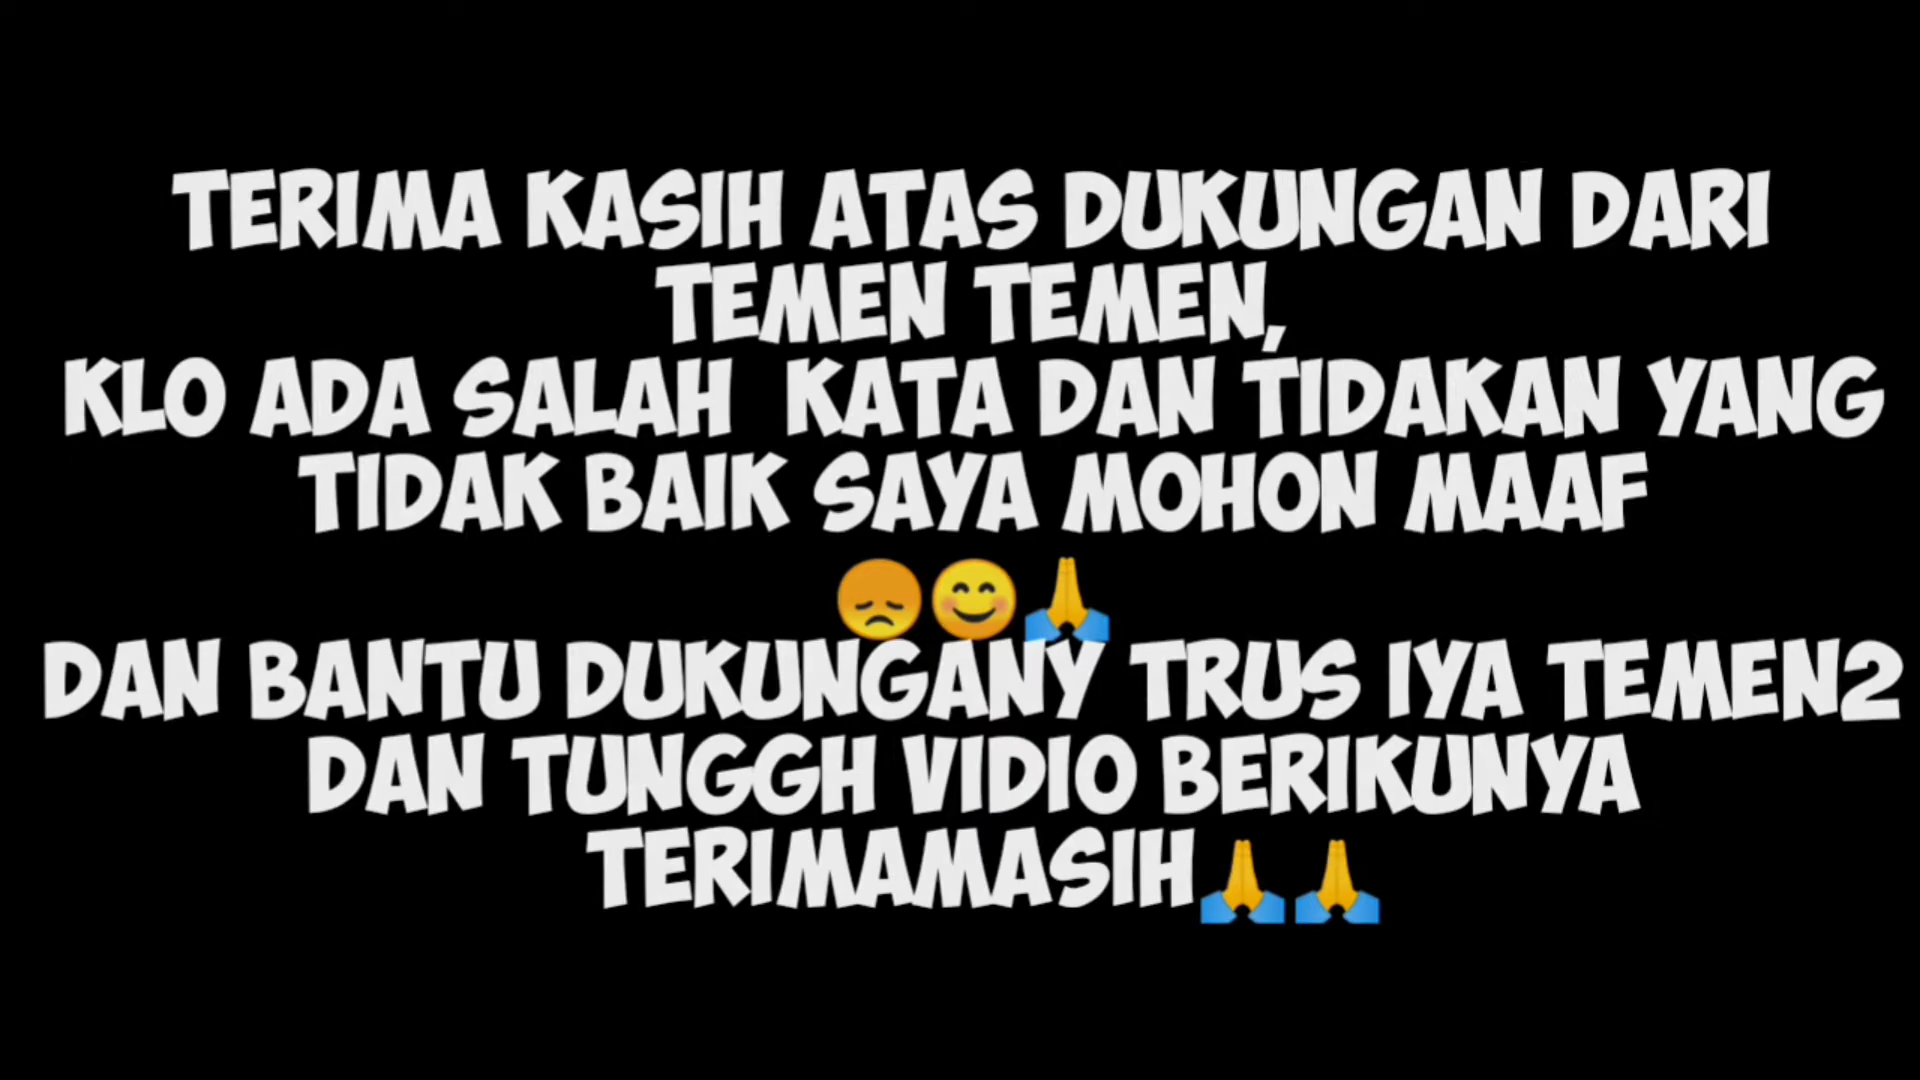 TERIMA KASIH ATAS DUKUNGAN DARI
TEMEN TEMEN,
KLO ADA SALAH  KATA DAN TIDAKAN YANG
TIDAK BAIK SAYA MOHON MAAF
😞😊🙏
DAN BANTU DUKUNGANY TRUS IYA TEMEN2
DAN TUNGGH VIDIO BERIKUNYA
TERIMAMASIH🙏🙏